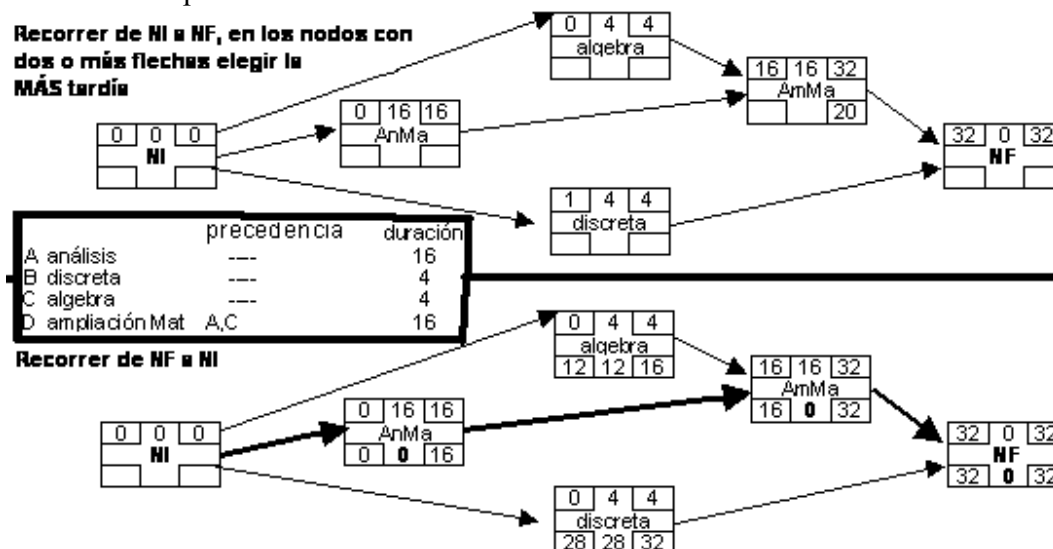 Recorrer de NI a NF, en los nodos con
dos o más flechas elegir la
MÁS tardía
0 4 4
algebra
16 16 32
AmMa
20
0 16 16
AnMa
0 0 0
NI
32 0 32
NF
1 4 4
discreta
precedencia duración
A análisis ---- 16
B discreta ---- 4
C algebra ---- 4
D ampliación Mat A,C 16
Recorrer de NF a NI
0 4 4
algebra
12 12 16
16 16 32
AmMa
16 0 32
0 16 16
AnMa
0 0 16
0 0 0
NI
32 0 32
NF
32 0 32
0 4 4
discreta
28 28 32